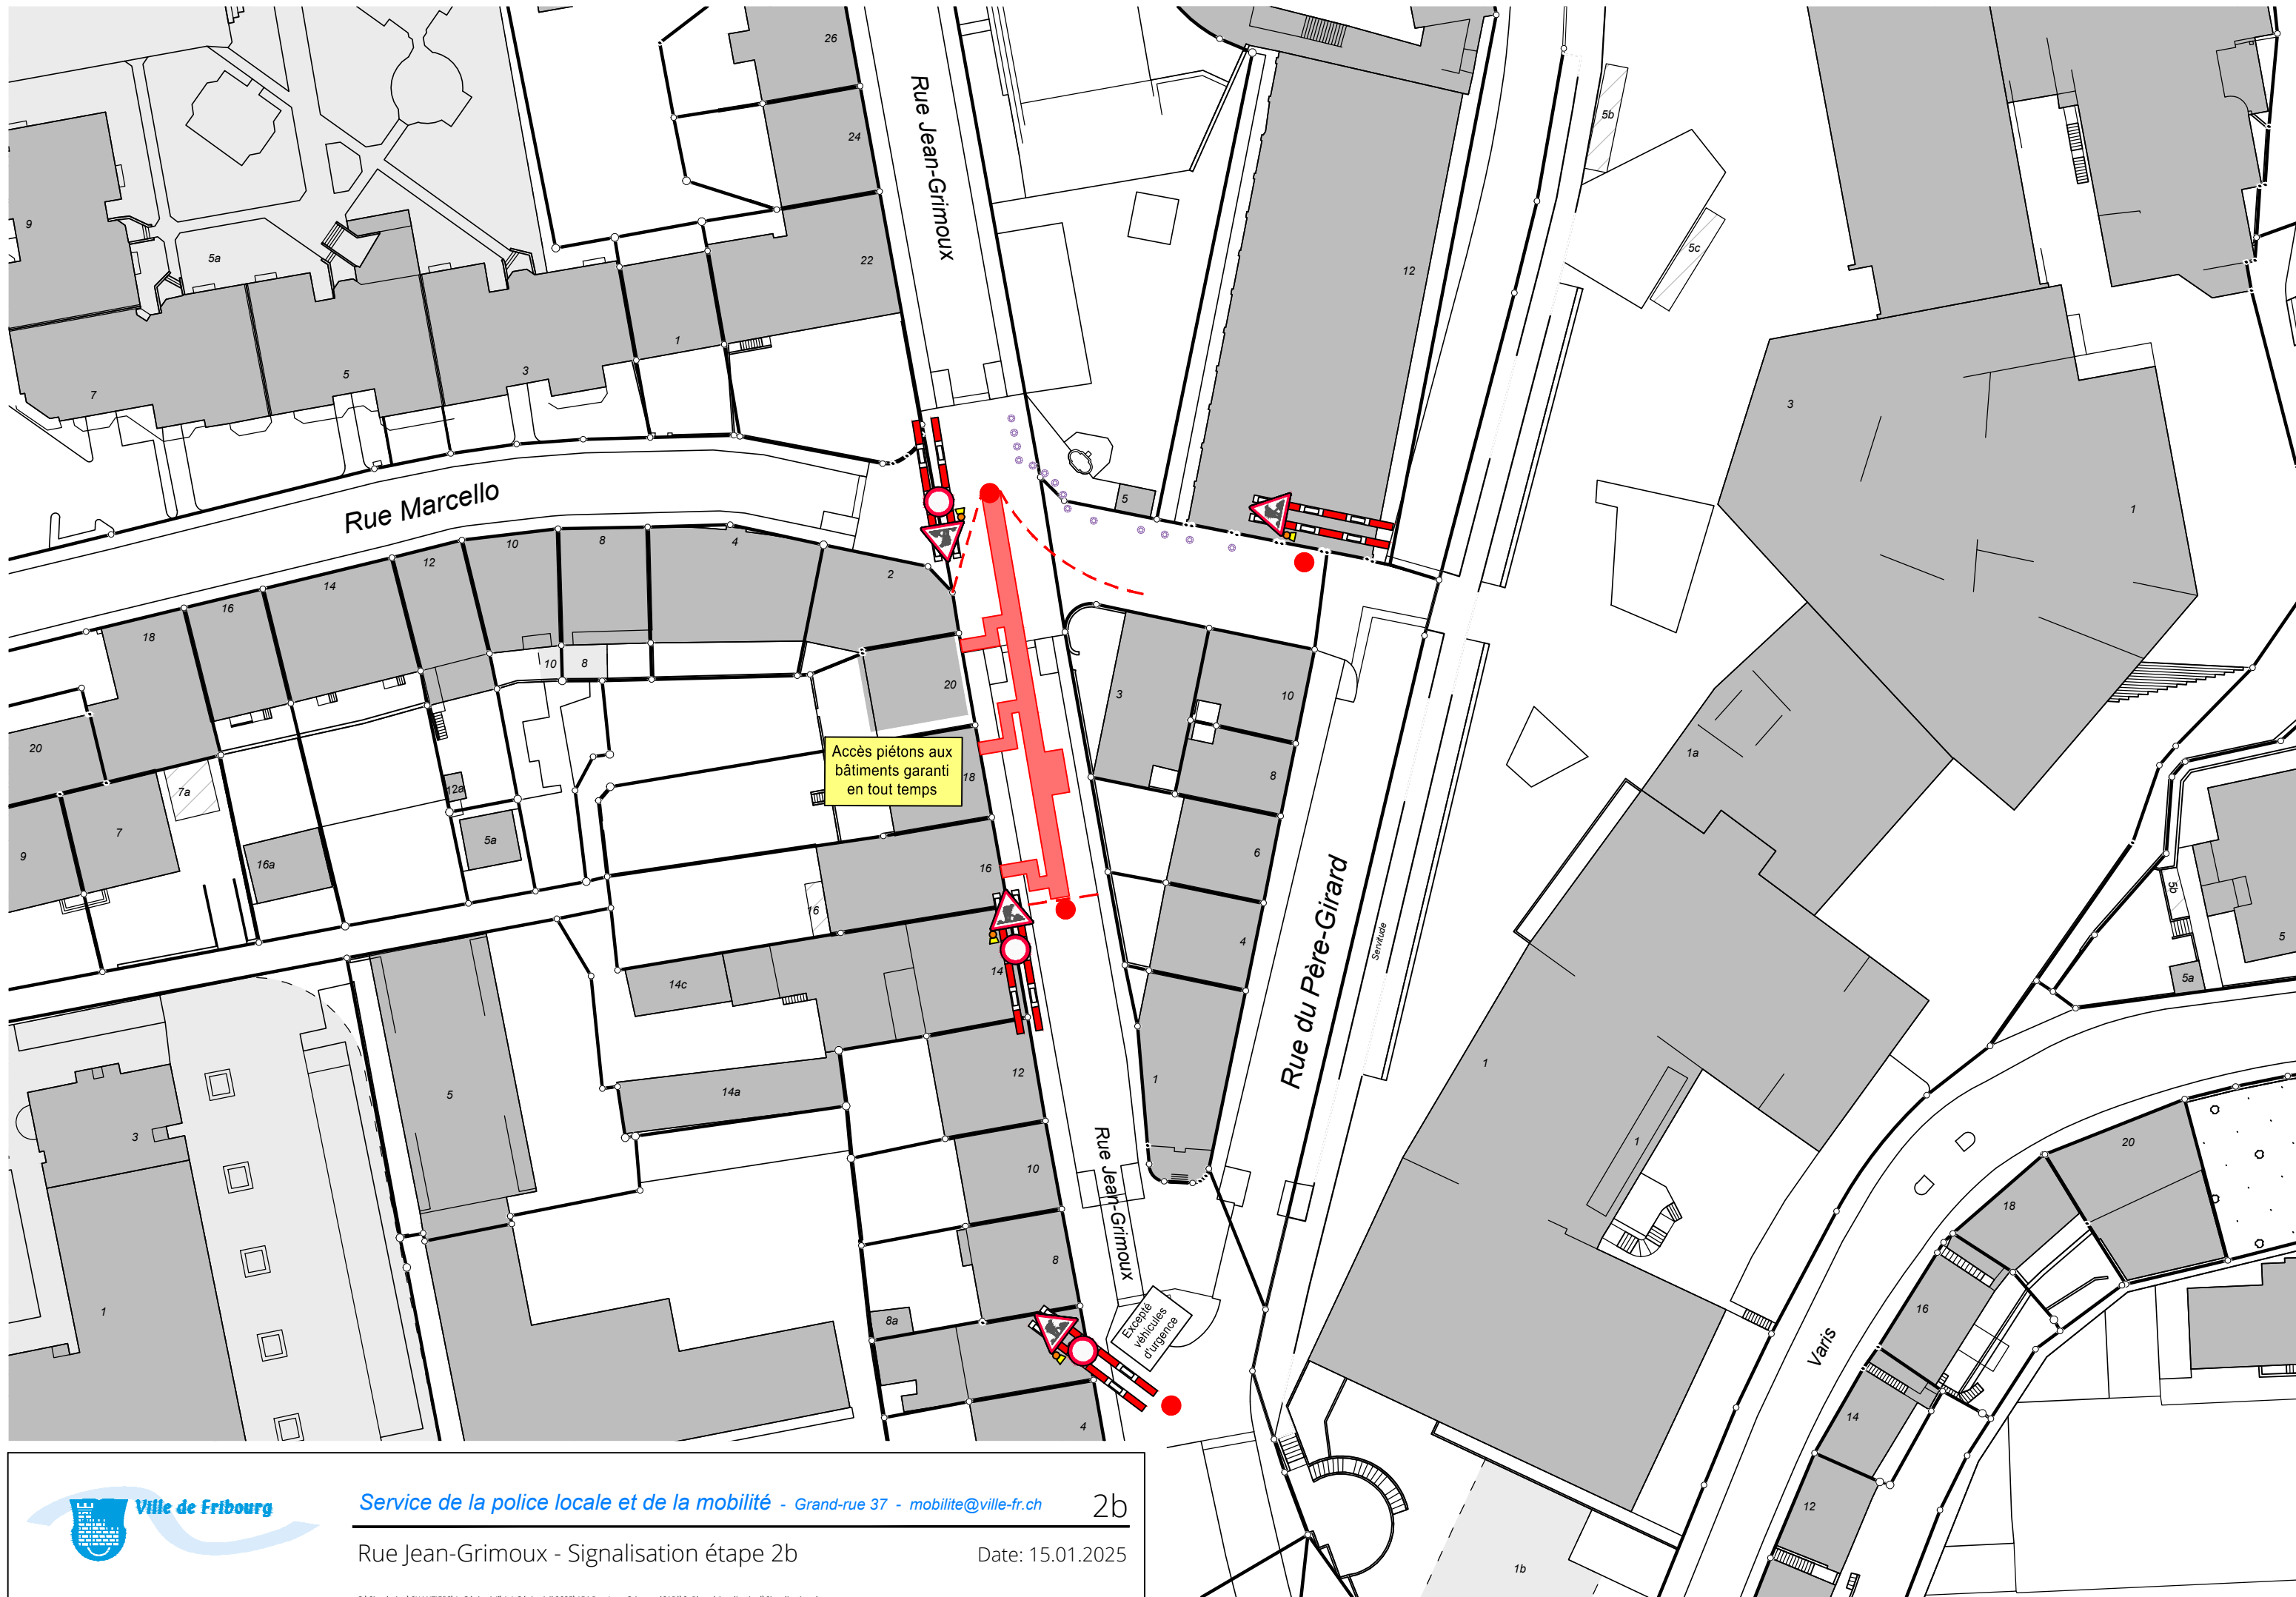 26
Rue Jean-Grimoux
24
22
12
5b
5c
9
5a
1
3
5
7
5
3
1
Rue Marcello
10
8
4
12
2
14
16
18
10
8
20
3
10
20
Accès piétons aux
bâtiments garanti
en tout temps
18
8
1a
7a
12a
7
5a
9
16a
6
16
16
Rue du Père-Girard
Servitude
5b
5
5a
4
14
14c
12
1
1
14a
5
3
10
Rue Jean-Grimoux
1
20
18
8
8a
Excepté
véhicules
d'urgence
16
Varis
1
4
14
12
1b
Ville de Fribourg
Service de la police locale et de la mobilité - Grand-rue 37 - mobilite@ville-fr.ch
2b
Rue Jean-Grimoux - Signalisation étape 2b
Date: 15.01.2025